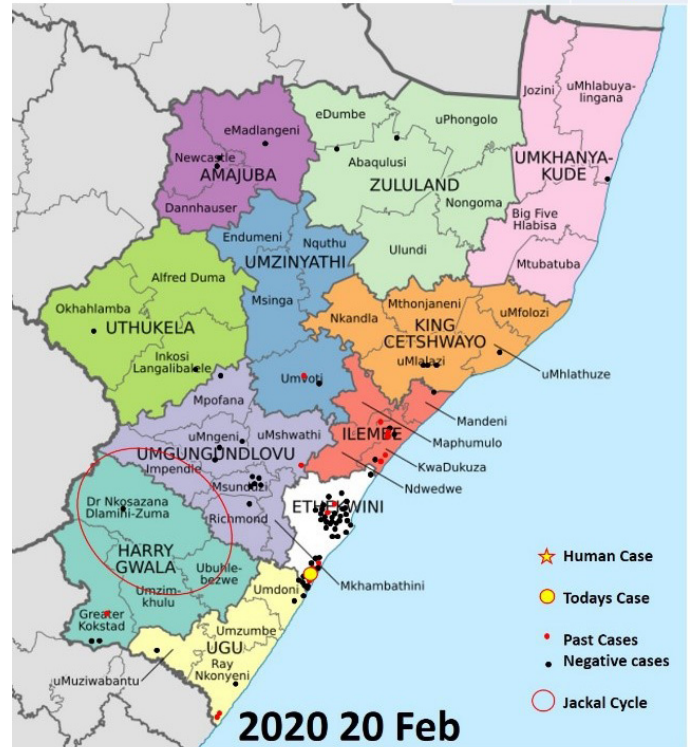 Jozini
uMhlabuya-
lingana
eDumbe
uPhongolo
eMadlangeni
Newcastle
AMAJUBA
Abaqulusi
ZULULAND
UMKHANYA-
KUDE
Dannhauser
Nongoma
Big Five
Hlabisa
Endumeni
Nquthu
UMZINYATHI
Ulundi
Mtubatuba
Alfred Duma
Msinga
Okhahlamba
UTHUKELA
Mthonjaneni
uMfolozi
Nkandla
KING
CETSHWAYO
Inkosi
Langalibalele
uMlalazi
uMhlathuze
Umvoti
Mpofana
Mandeni
uMngeni
uMshwathi
ILEMBE
Maphumulo
UMGUNGUNDLOVU
Impendle
KwaDukuza
Msunduzi
Ndwedwe
Dr Nkosazana
Dlamini-Zuma
ETHEKWINI
Richmond
HARRY
GWALA
Ubuhle-
bezwe
Mkhambathini
Umzim-
khulu
Umdoni
Greater
Kokstad
Umzumbe
UGU
uMuziwabantu
Ray
Nkonyeni
Human Case
Todays Case
Past Cases
Negative cases
Jackal Cycle
2020 20 Feb